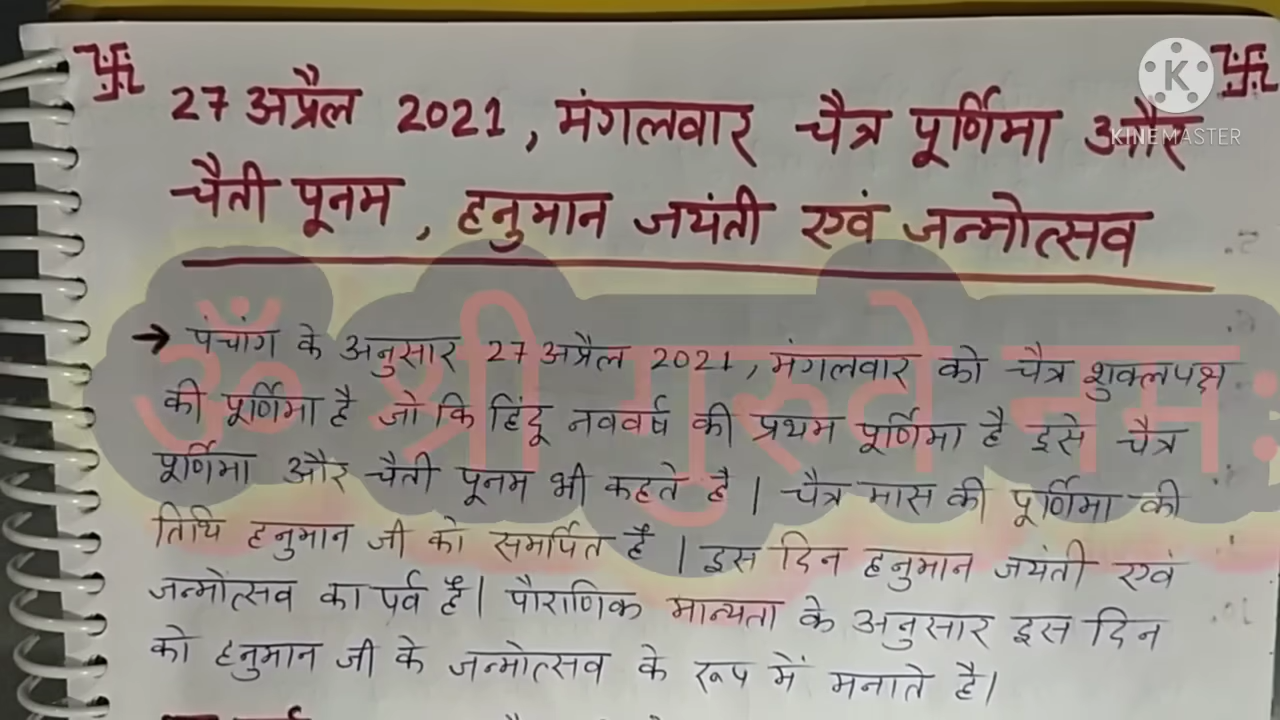 27 अप्रैल 2021, मंगलवार चैत्र पूर्णिमा और
चैती पूनम, हनुमान जयंती एवं जन्मोत्सव
→ पंचांग के अनुसार 27 अप्रैल 2021, मंगलवार को चैत्र शुक्लपक्ष
की पूर्णिमा है जो कि हिंदू नववर्ष की प्रथम पूर्णिमा है इसे चैत्र
पूर्णिमा और चैती पूनम भी कहते है। चैत्र मास की पूर्णिमा की
तिथि हनुमान जी को समर्पित है। इस दिन हनुमान जयंती एवं
जन्मोत्सव का पर्व है। पौराणिक मान्यता के अनुसार इस दिन
को हनुमान जी के जन्मोत्सव के रूप में मनाते है।
ॐ श्री गुरुवे नमः
K
KINEMASTER